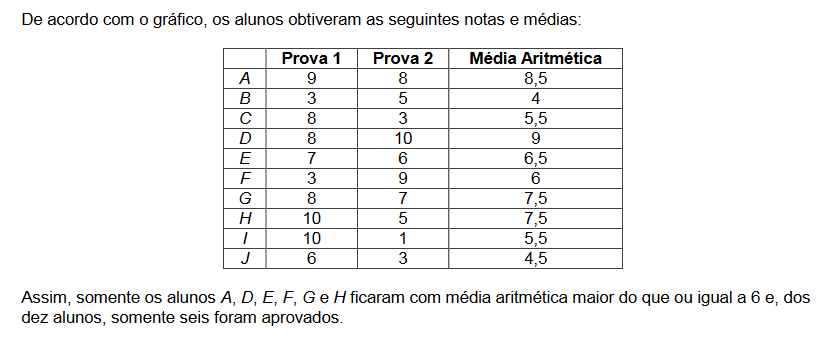 De acordo com o gráfico, os alunos obtiveram as seguintes notas e médias:
Prova 1 Prova 2 Média Aritmética
A 9 8 8,5
B 3 5 4
C 8 3 5,5
D 8 10 9
E 7 6 6,5
F 3 9 6
G 8 7 7,5
H 10 5 7,5
I 10 1 5,5
J 6 3 4,5
Assim, somente os alunos A, D, E, F, G e H ficaram com média aritmética maior do que ou igual a 6 e, dos
dez alunos, somente seis foram aprovados.